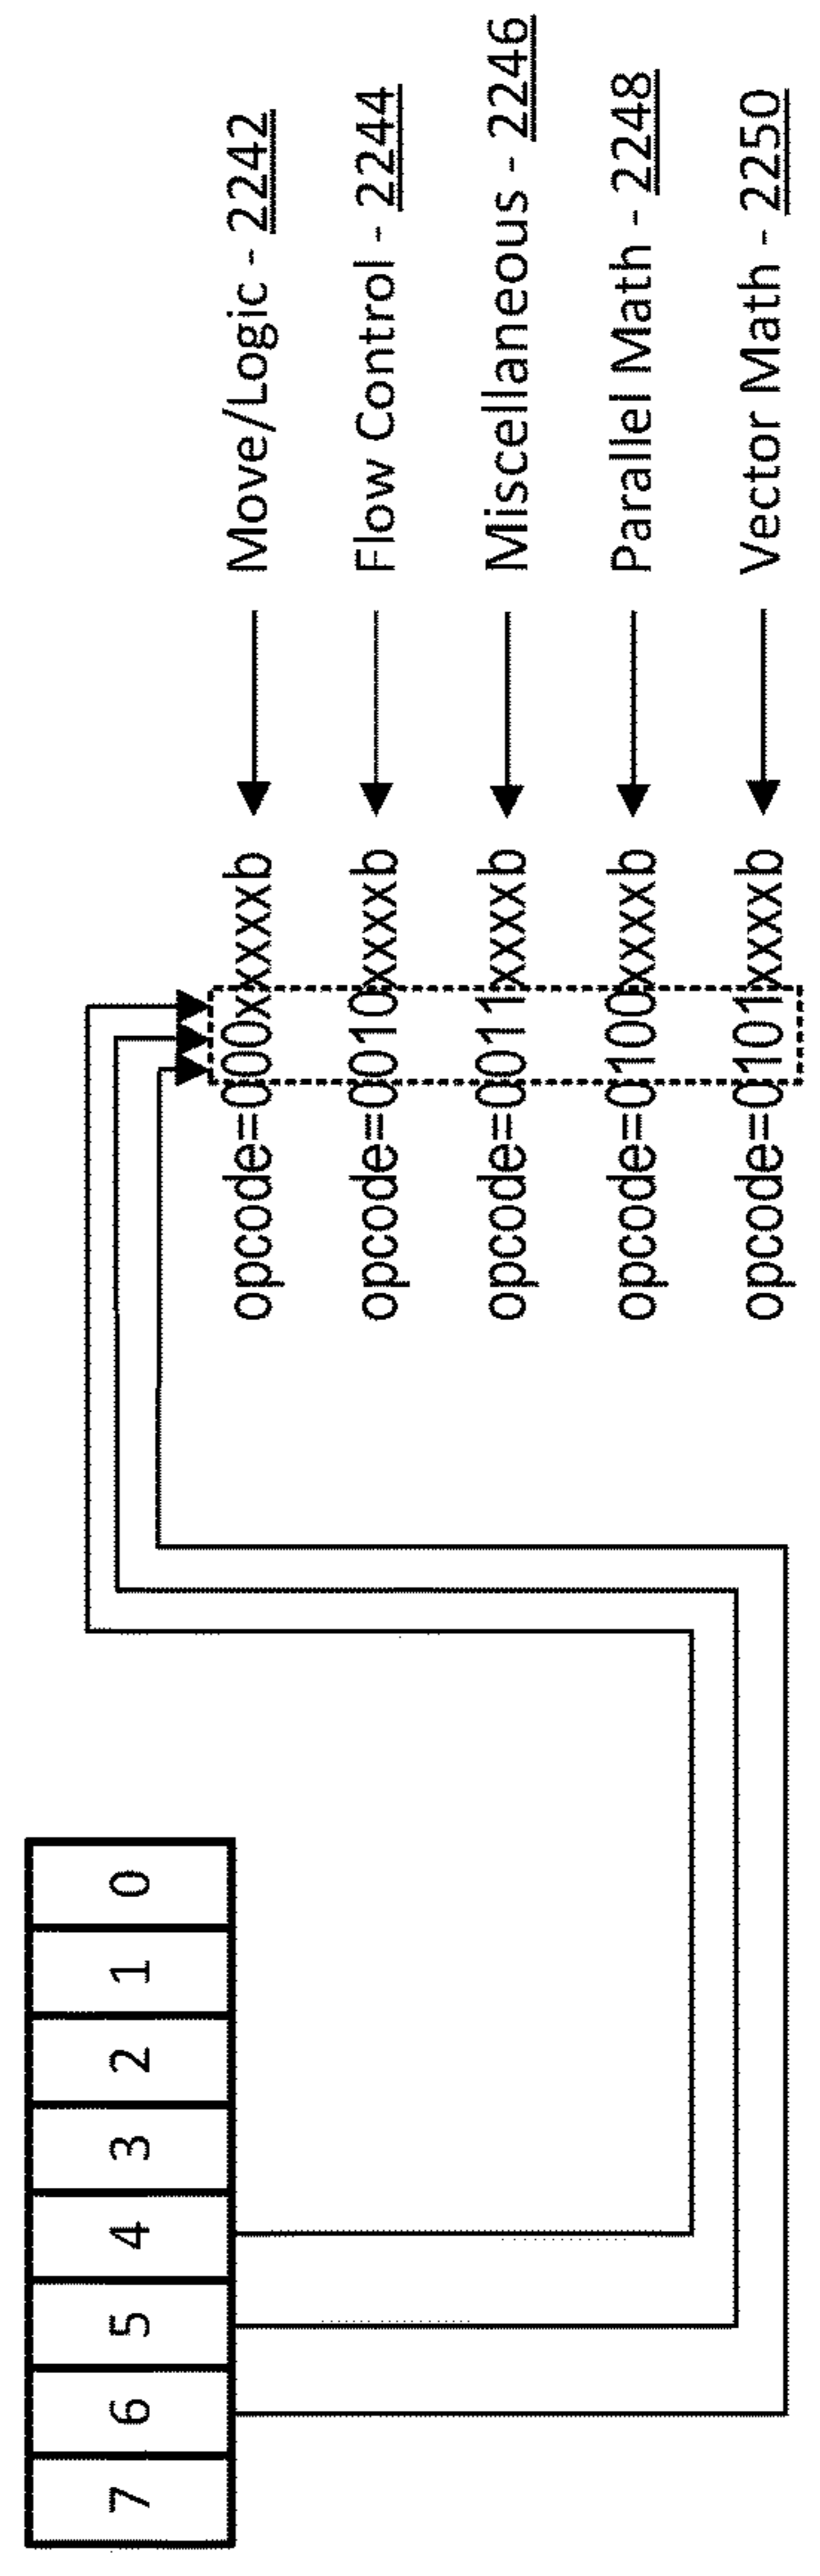 7 6 5 4 3 2 1 0
opcode=000xxxxxb Move/Logic - 2242
opcode=0010xxxxb Flow Control - 2244
opcode=0011xxxxb Miscellaneous - 2246
opcode=0100xxxxb Parallel Math - 2248
opcode=0101xxxxb Vector Math - 2250